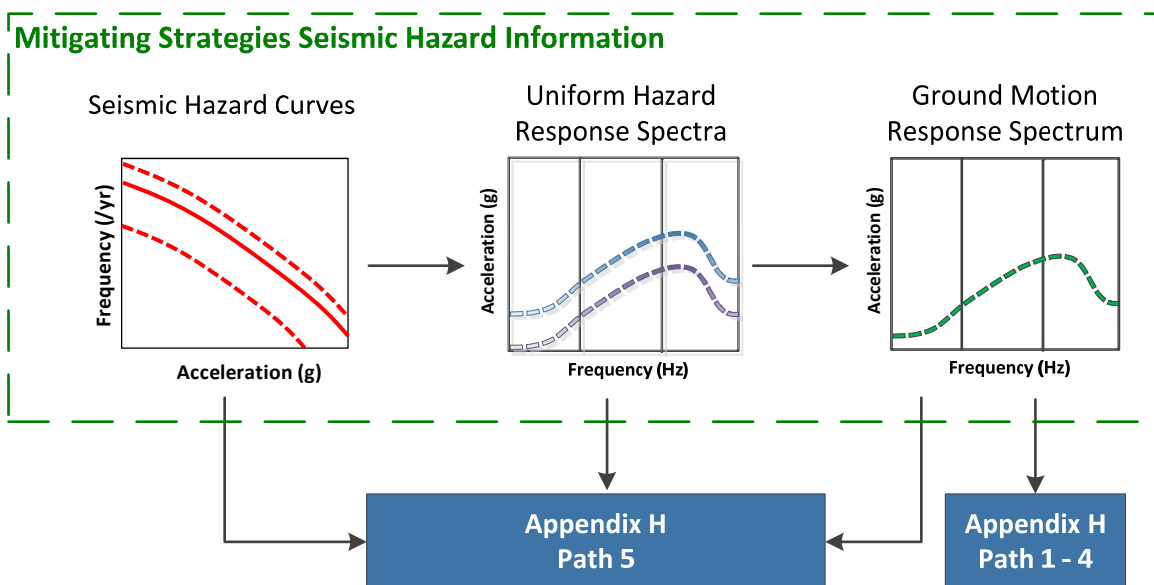 Mitigating Strategies Seismic Hazard Information
Seismic Hazard Curves
Frequency (/yr)
Acceleration (g)
Uniform Hazard
Response Spectra
Acceleration (g)
Frequency (Hz)
Ground Motion
Response Spectrum
Acceleration (g)
Frequency (Hz)
Appendix H
Path 5
Appendix H
Path 1 - 4